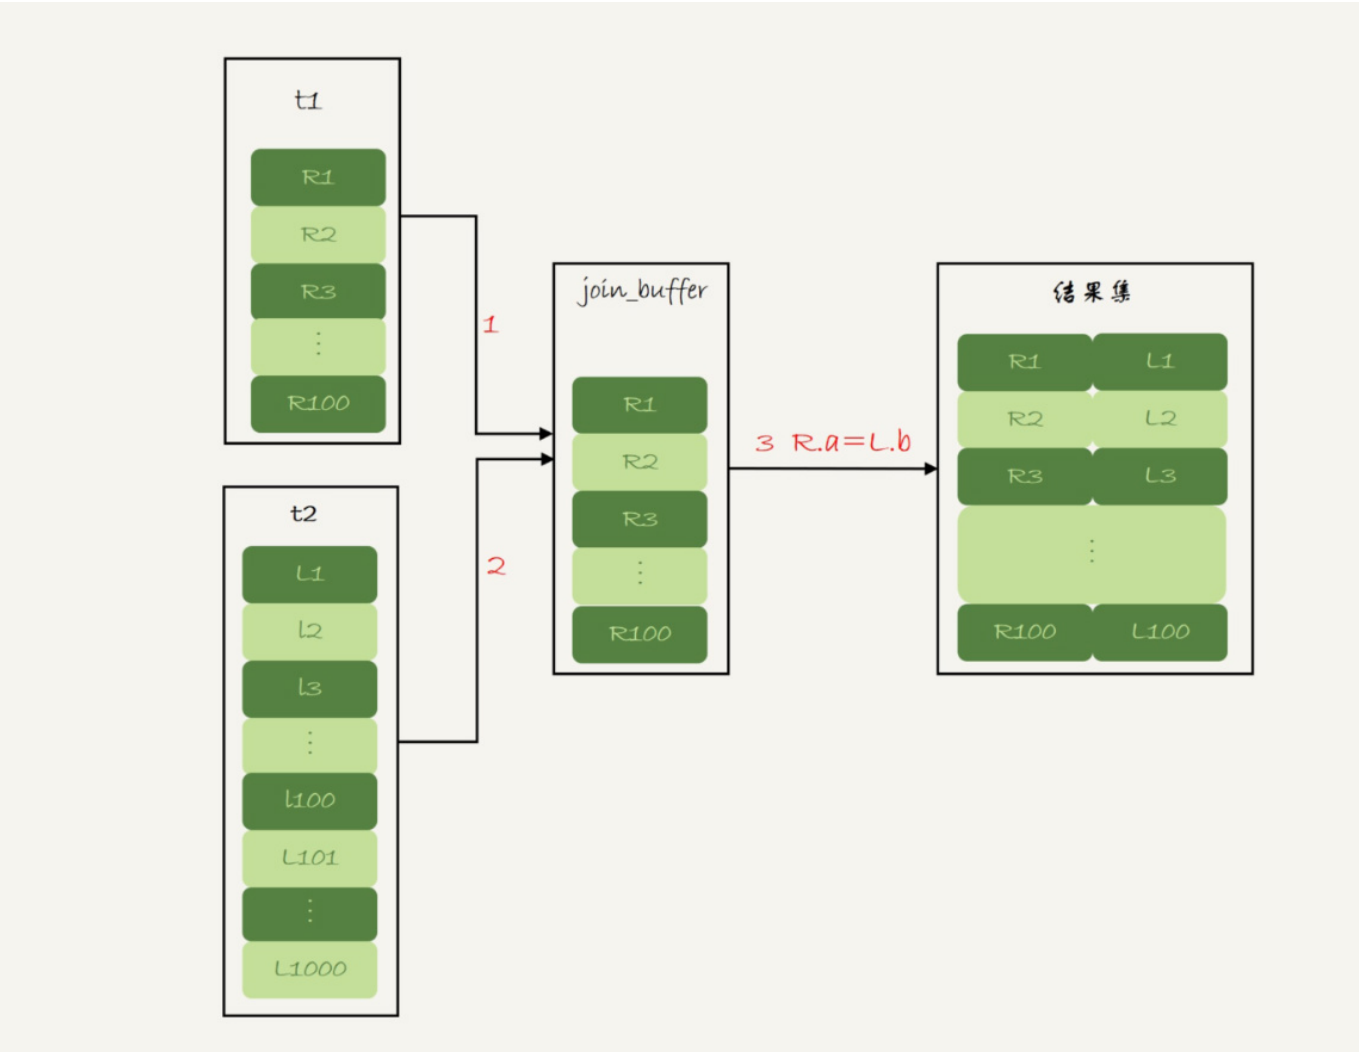 t1
R1
R2
R3
⋮
R100
t2
L1
l2
l3
⋮
l100
L101
⋮
L1000
1
2
join_buffer
R1
R2
R3
⋮
R100
3 R.a=L.b
结果集
R1 L1
R2 L2
R3 L3
⋮
R100 L100